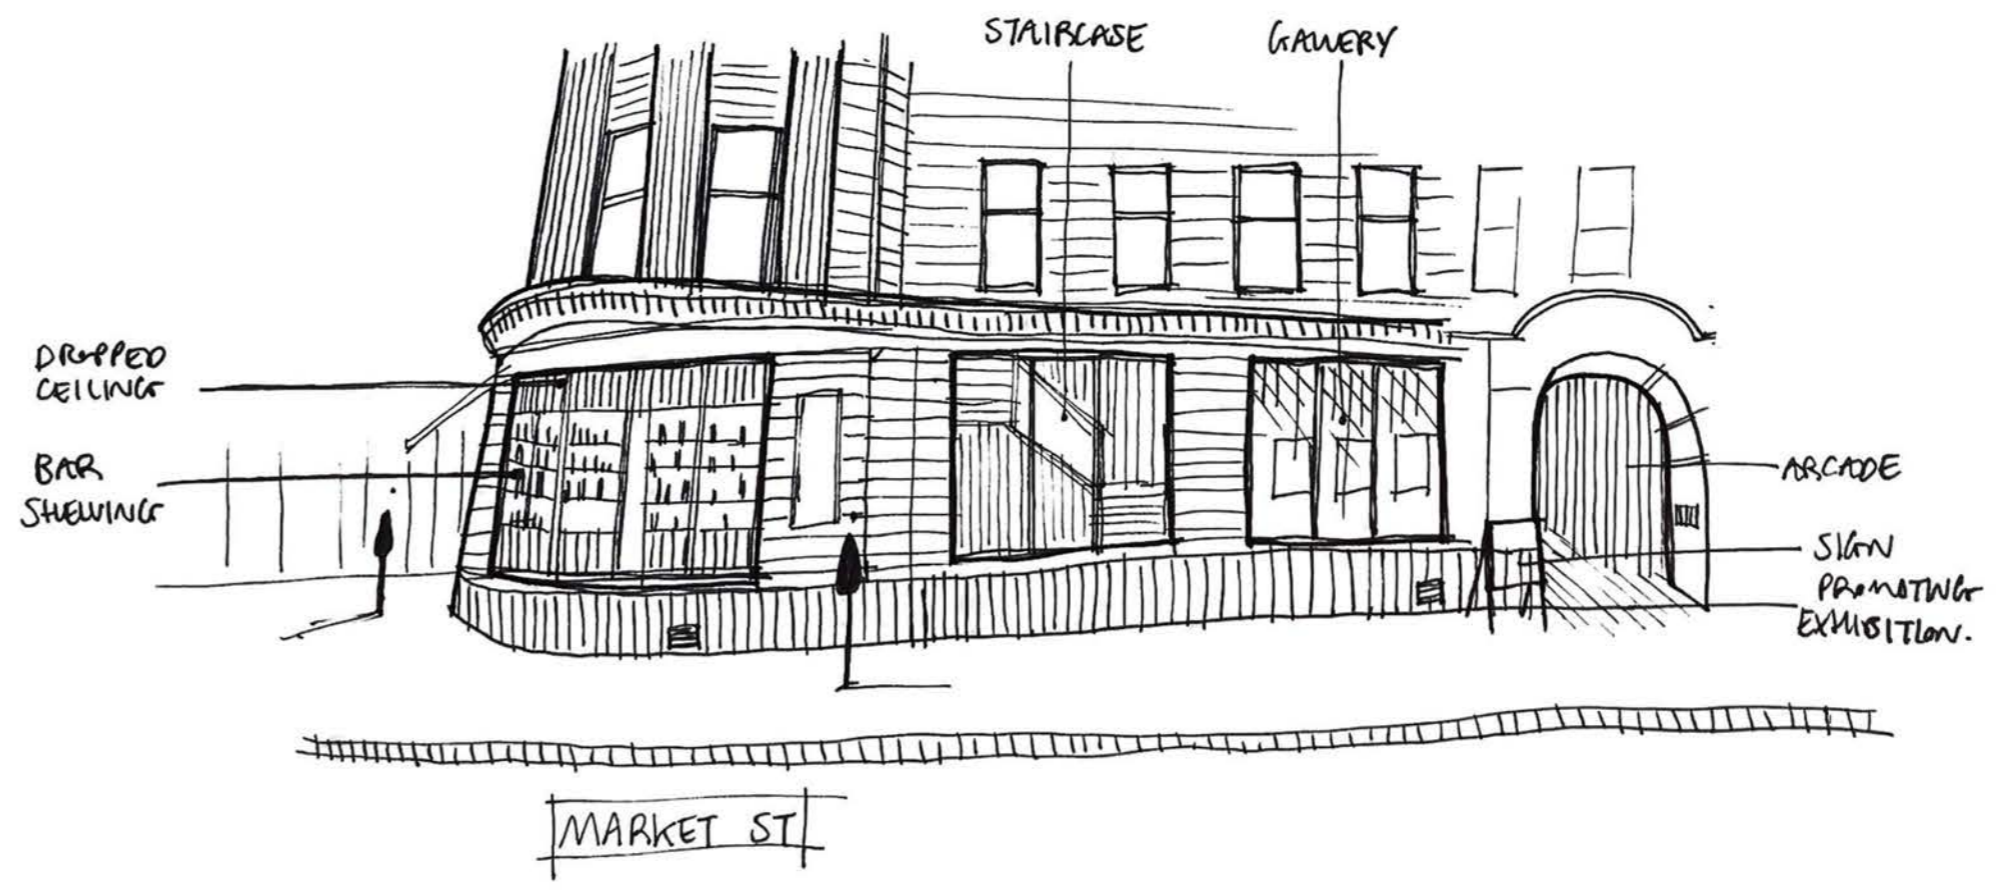 STAIRCASE
GALLERY
DROPPED
CEILING
BAR
SHELVING
ARCADE
SIGN
PROMOTING
EXHIBITION.
MARKET ST